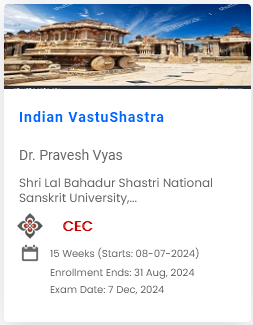 Indian VastuShastra
Dr. Pravesh Vyas
Shri Lal Bahadur Shastri National
Sanskrit University,...
CEC
15 Weeks (Starts: 08-07-2024)
Enrollment Ends: 31 Aug, 2024
Exam Date: 7 Dec, 2024